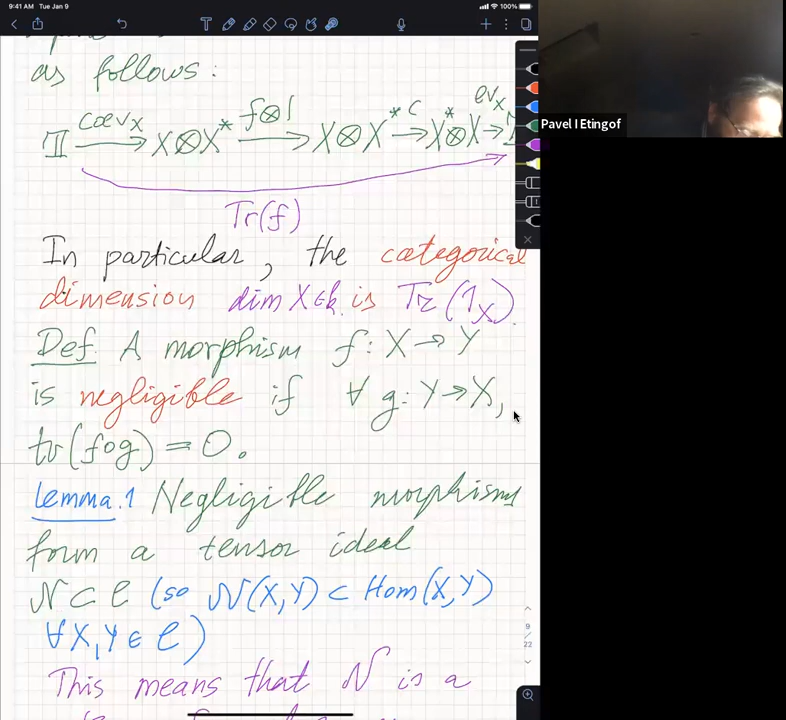 9:41 AM Tue Jan 9
100%
as follows:
𝟙 coev_X → X⊗X* f⊗1 → X⊗X* c → X*⊗X ev_X →
Tr(f)
In particular, the categorical
dimension dim X ∈ k is Tr(1_X).
Def. A morphism f: X → Y
is negligible if ∀ g: Y → X,
tr(f∘g) = 0.
Lemma.1 Negligible morphisms
form a tensor ideal
N ⊂ C (so N(X,Y) ⊂ Hom(X,Y)
∀X,Y ∈ C)
This means that N is a
9
22
Pavel I Etingof